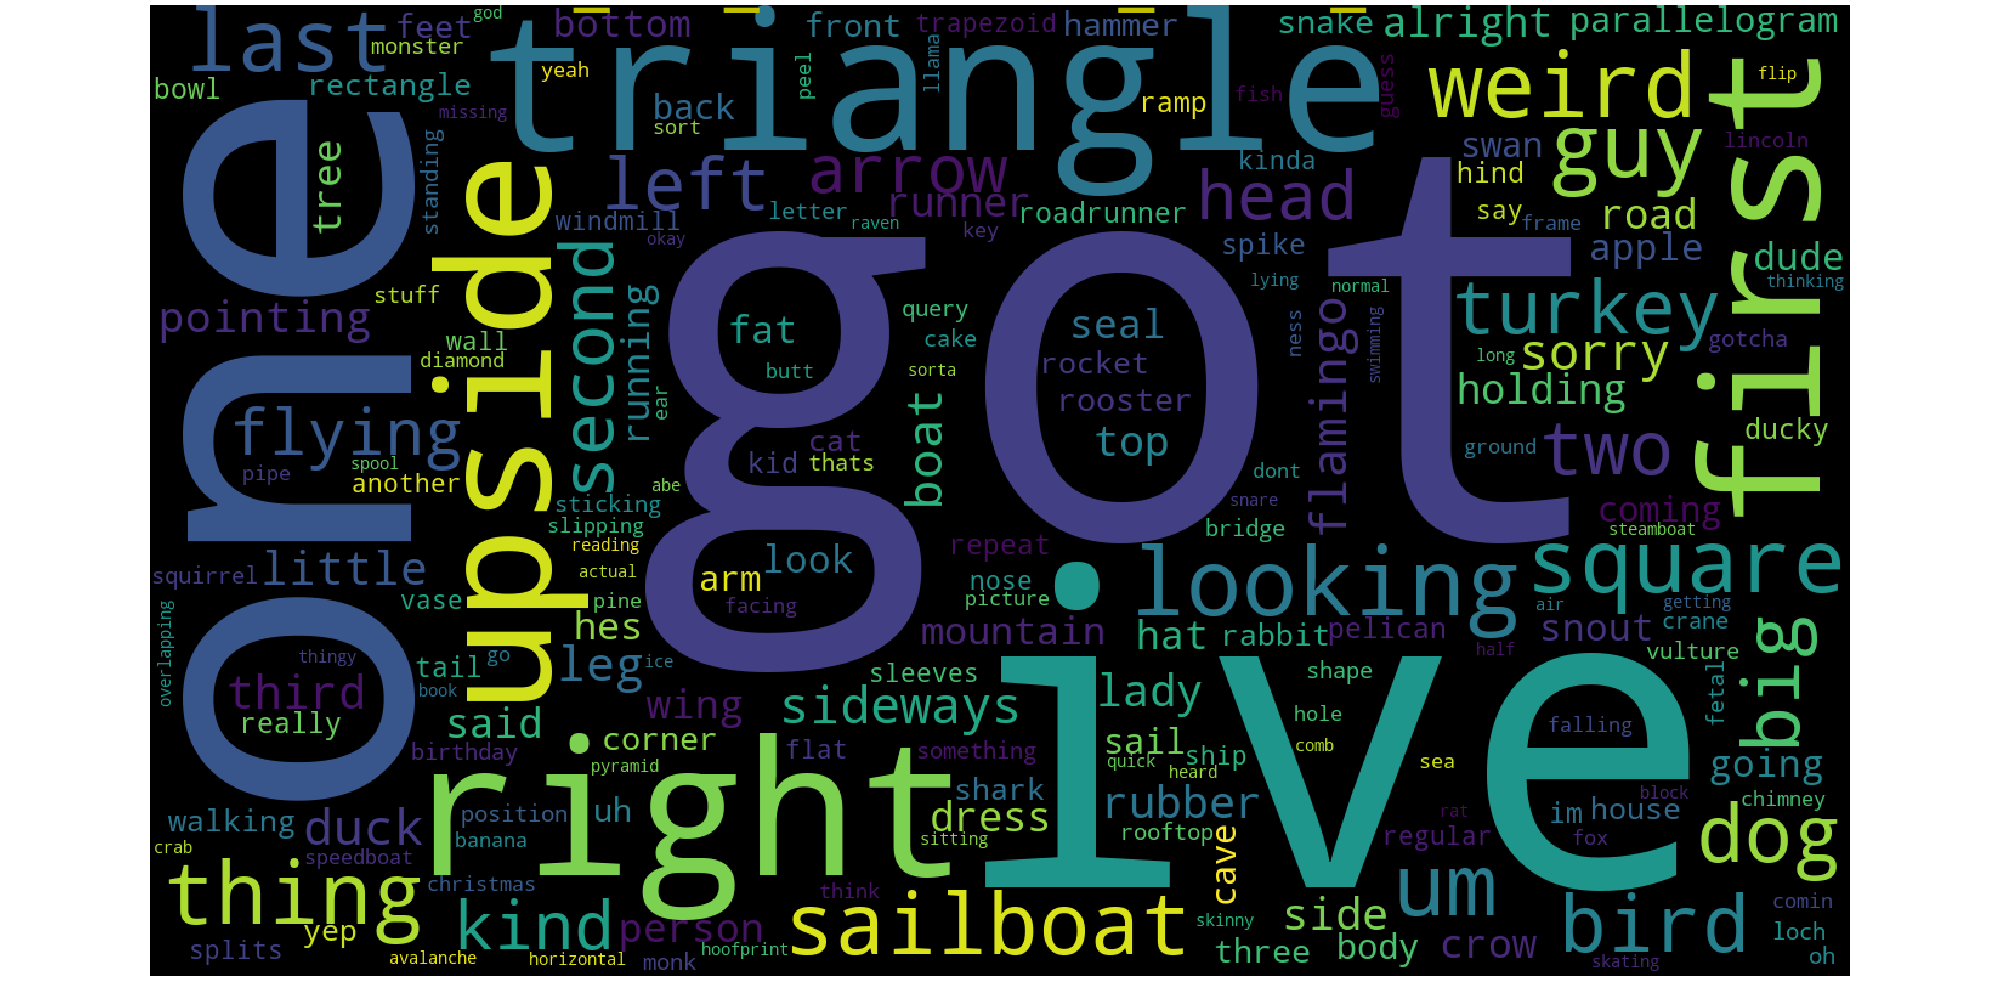 last
feet
god
bottom
front
trapezoid
hammer
snake
alright
parallelogram
monster
triangle
yeah
peel
llama
weird
flip
bowl
rectangle
missing
back
sort
ramp
fish
guess
first
one
tree
standing
upside
left
arrow
kinda
head
swan
guy
lincoln
hind
windmill
letter
runner
raven
roadrunner
say
frame
road
okay
key
spike
apple
dude
pointing
stuff
second
running
got
query
lying
normal
turkey
thinking
wall
diamond
fat
cake
seal
ness
flamingo
swimming
sorry
gotcha
long
butt
sorta
rocket
holding
flying
ear
boat
rooster
two
ducky
cat
top
ground
pipe
spool
another
kid
thats
dont
sticking
abe
snare
coming
slipping
bridge
steamboat
reading
look
repeat
looking
square
squirrel
little
actual
arm
nose
picture
air
getting
overlapping
vase
pine
hes
facing
mountain
hat
rabbit
pelican
snout
crane
big
thingy
tail
go
leg
ice
half
vulture
third
book
sleeves
ive
shape
fetal
really
said
wing
sideways
lady
hole
falling
birthday
corner
flat
something
sail
ship
comb
sea
going
pyramid
right
quick
heard
walking
duck
position
uh
shark
dress
rubber
im
house
block
chimney
rat
crab
speedboat
banana
sitting
rooftop
cave
regular
fox
dog
thing
christmas
think
um
yep
kind
person
sailboat
skinny
side
bird
comin
splits
avalanche
horizontal
monk
hoofprint
three
body
crow
skating
loch
oh